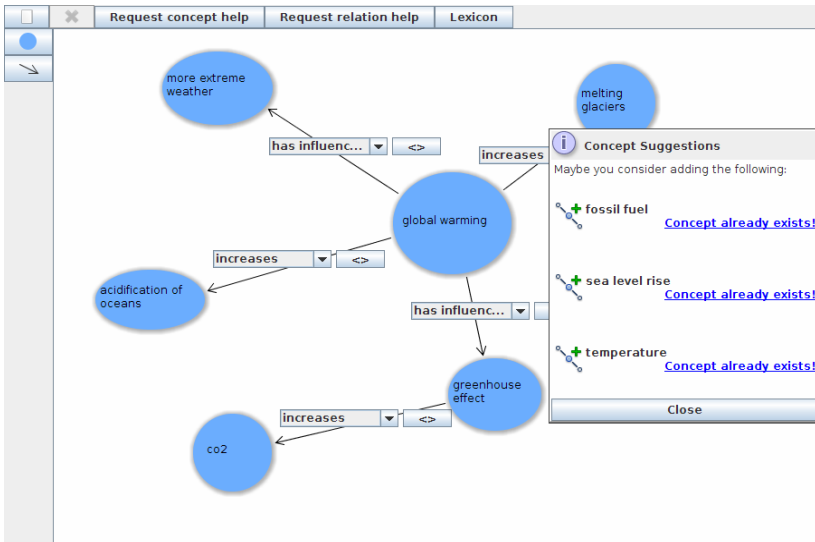 Request concept help
Request relation help
Lexicon
more extreme
weather
melting
glaciers
has influenc...
<>
increases
Concept Suggestions
Maybe you consider adding the following:
fossil fuel
Concept already exists!
sea level rise
Concept already exists!
temperature
Concept already exists!
Close
global warming
increases
<>
acidification of
oceans
has influenc...
greenhouse
effect
increases
<>
co2